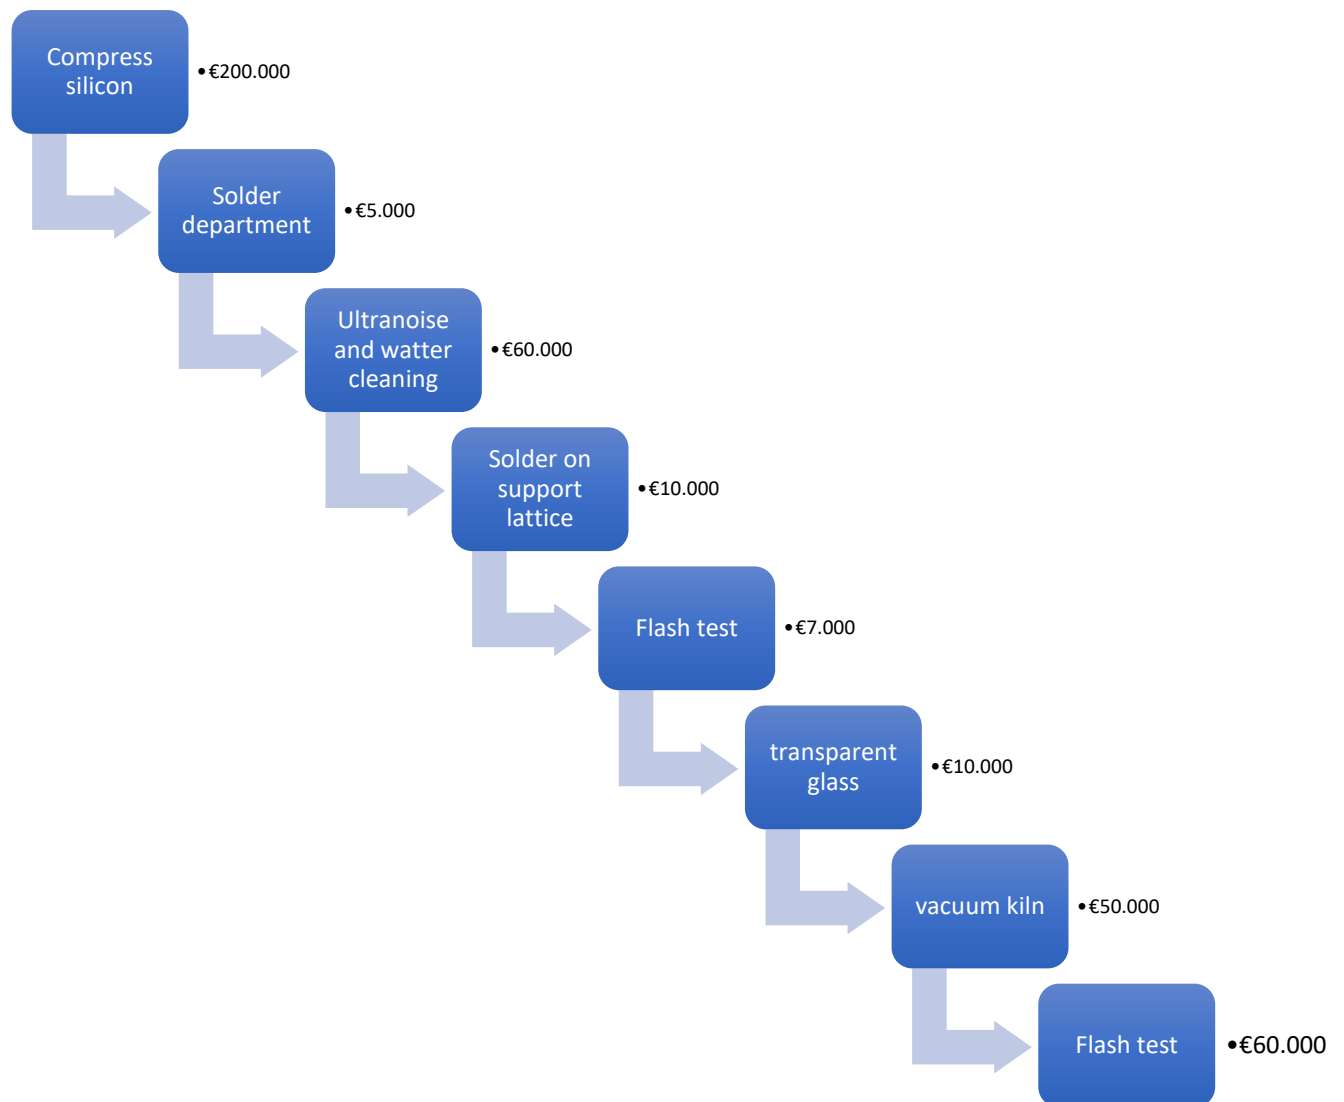 Compress
silicon
•€200.000
Solder
department
•€5.000
Ultranoise
and watter
cleaning
•€60.000
Solder on
support
lattice
•€10.000
Flash test
•€7.000
transparent
glass
•€10.000
vacuum kiln
•€50.000
Flash test
•€60.000